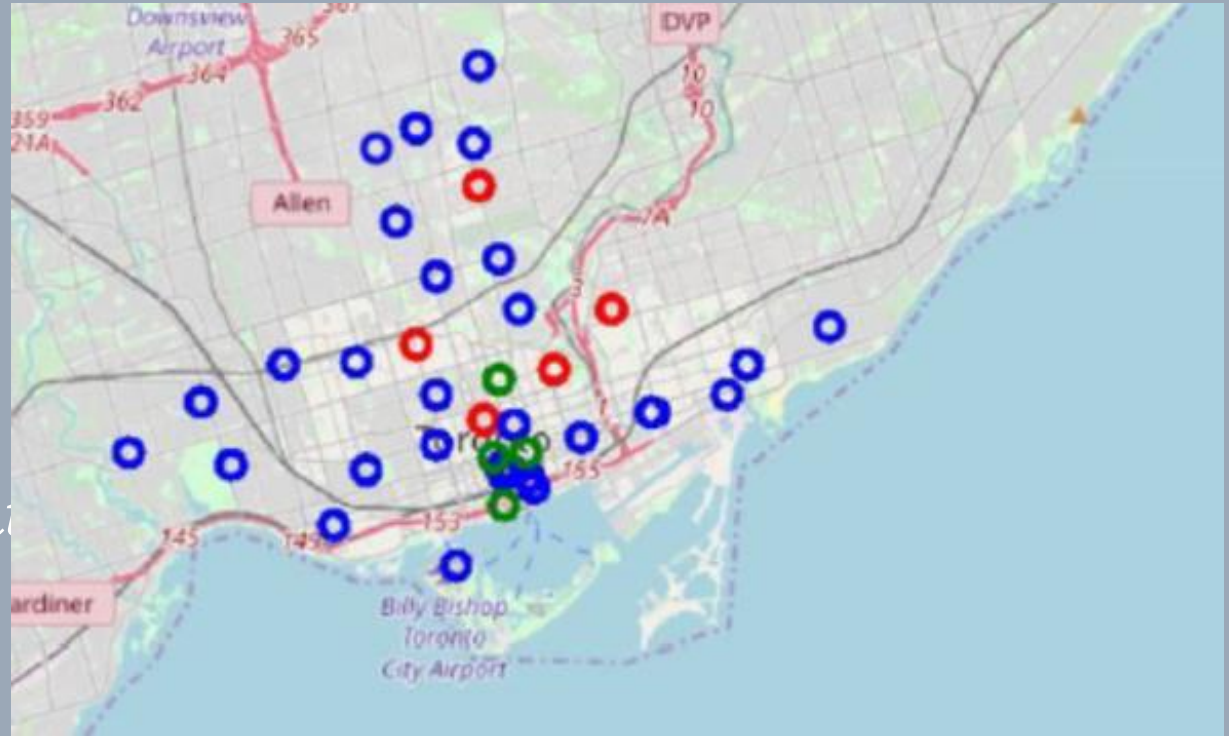 Downsview
Airport
365
364
362
359
21A
DVP
10
10
Allen
7A
Toronto
155
153
145
Billy Bishop
Toronto
City Airport
ardiner